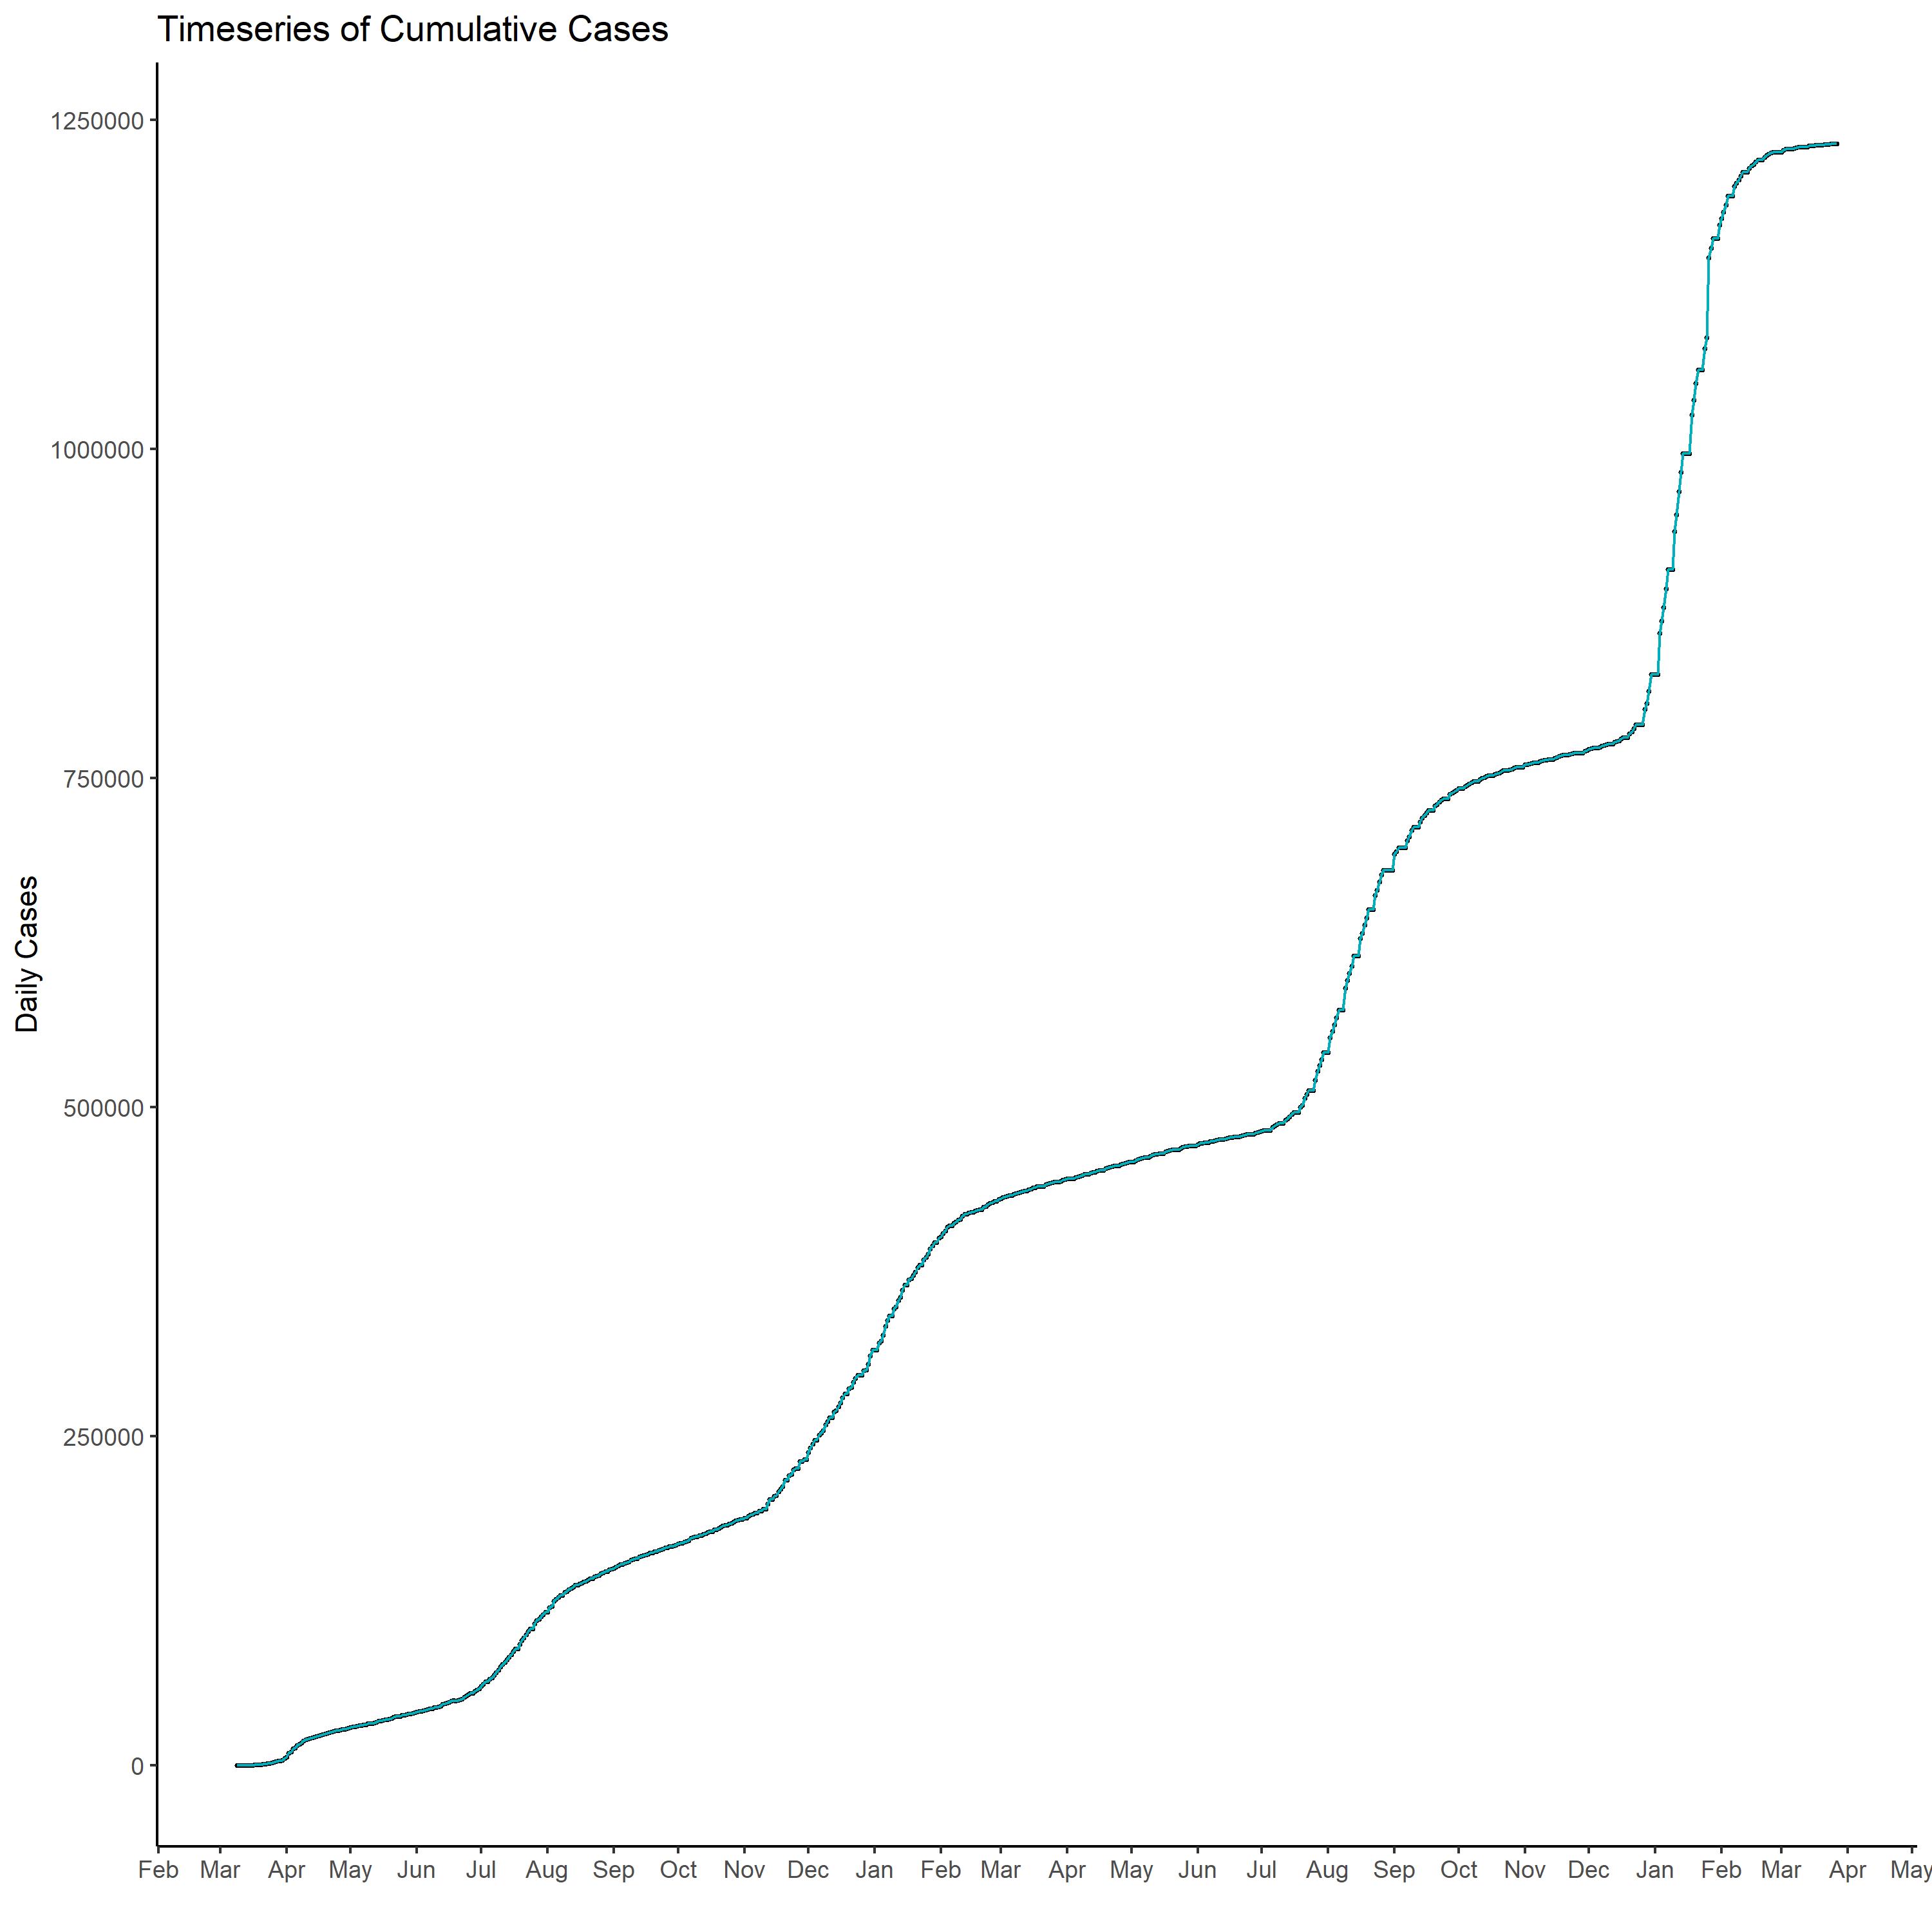 Timeseries of Cumulative Cases
1250000
1000000
750000
500000
250000
0
Daily Cases
Feb Mar Apr May Jun Jul Aug Sep Oct Nov Dec Jan Feb Mar Apr May Jun Jul Aug Sep Oct Nov Dec Jan Feb Mar Apr May